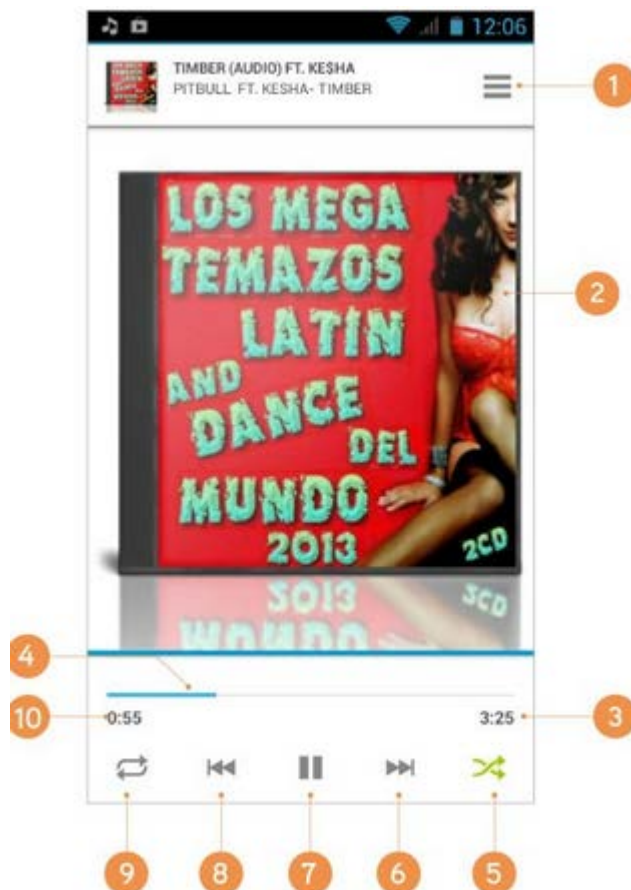 12:06
TIMBER (AUDIO) FT. KE$HA
PITBULL FT. KESHA- TIMBER
1
LOS MEGA
TEMAZOS
LATIN
AND
DANCE
DEL
MUNDO
2013
2CD
2
4
10
0:55
3:25
3
9
8
7
6
5